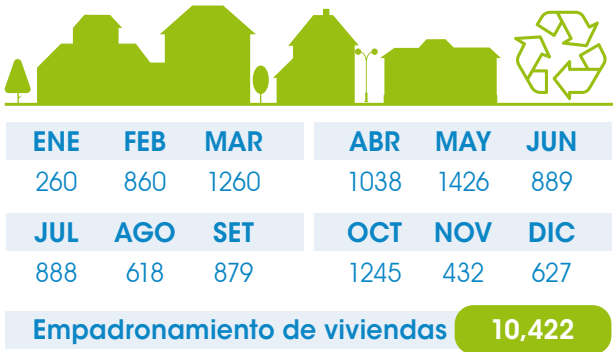 ENE FEB MAR ABR MAY JUN
260 860 1260 1038 1426 889
JUL AGO SET OCT NOV DIC
888 618 879 1245 432 627
Empadronamiento de viviendas 10,422